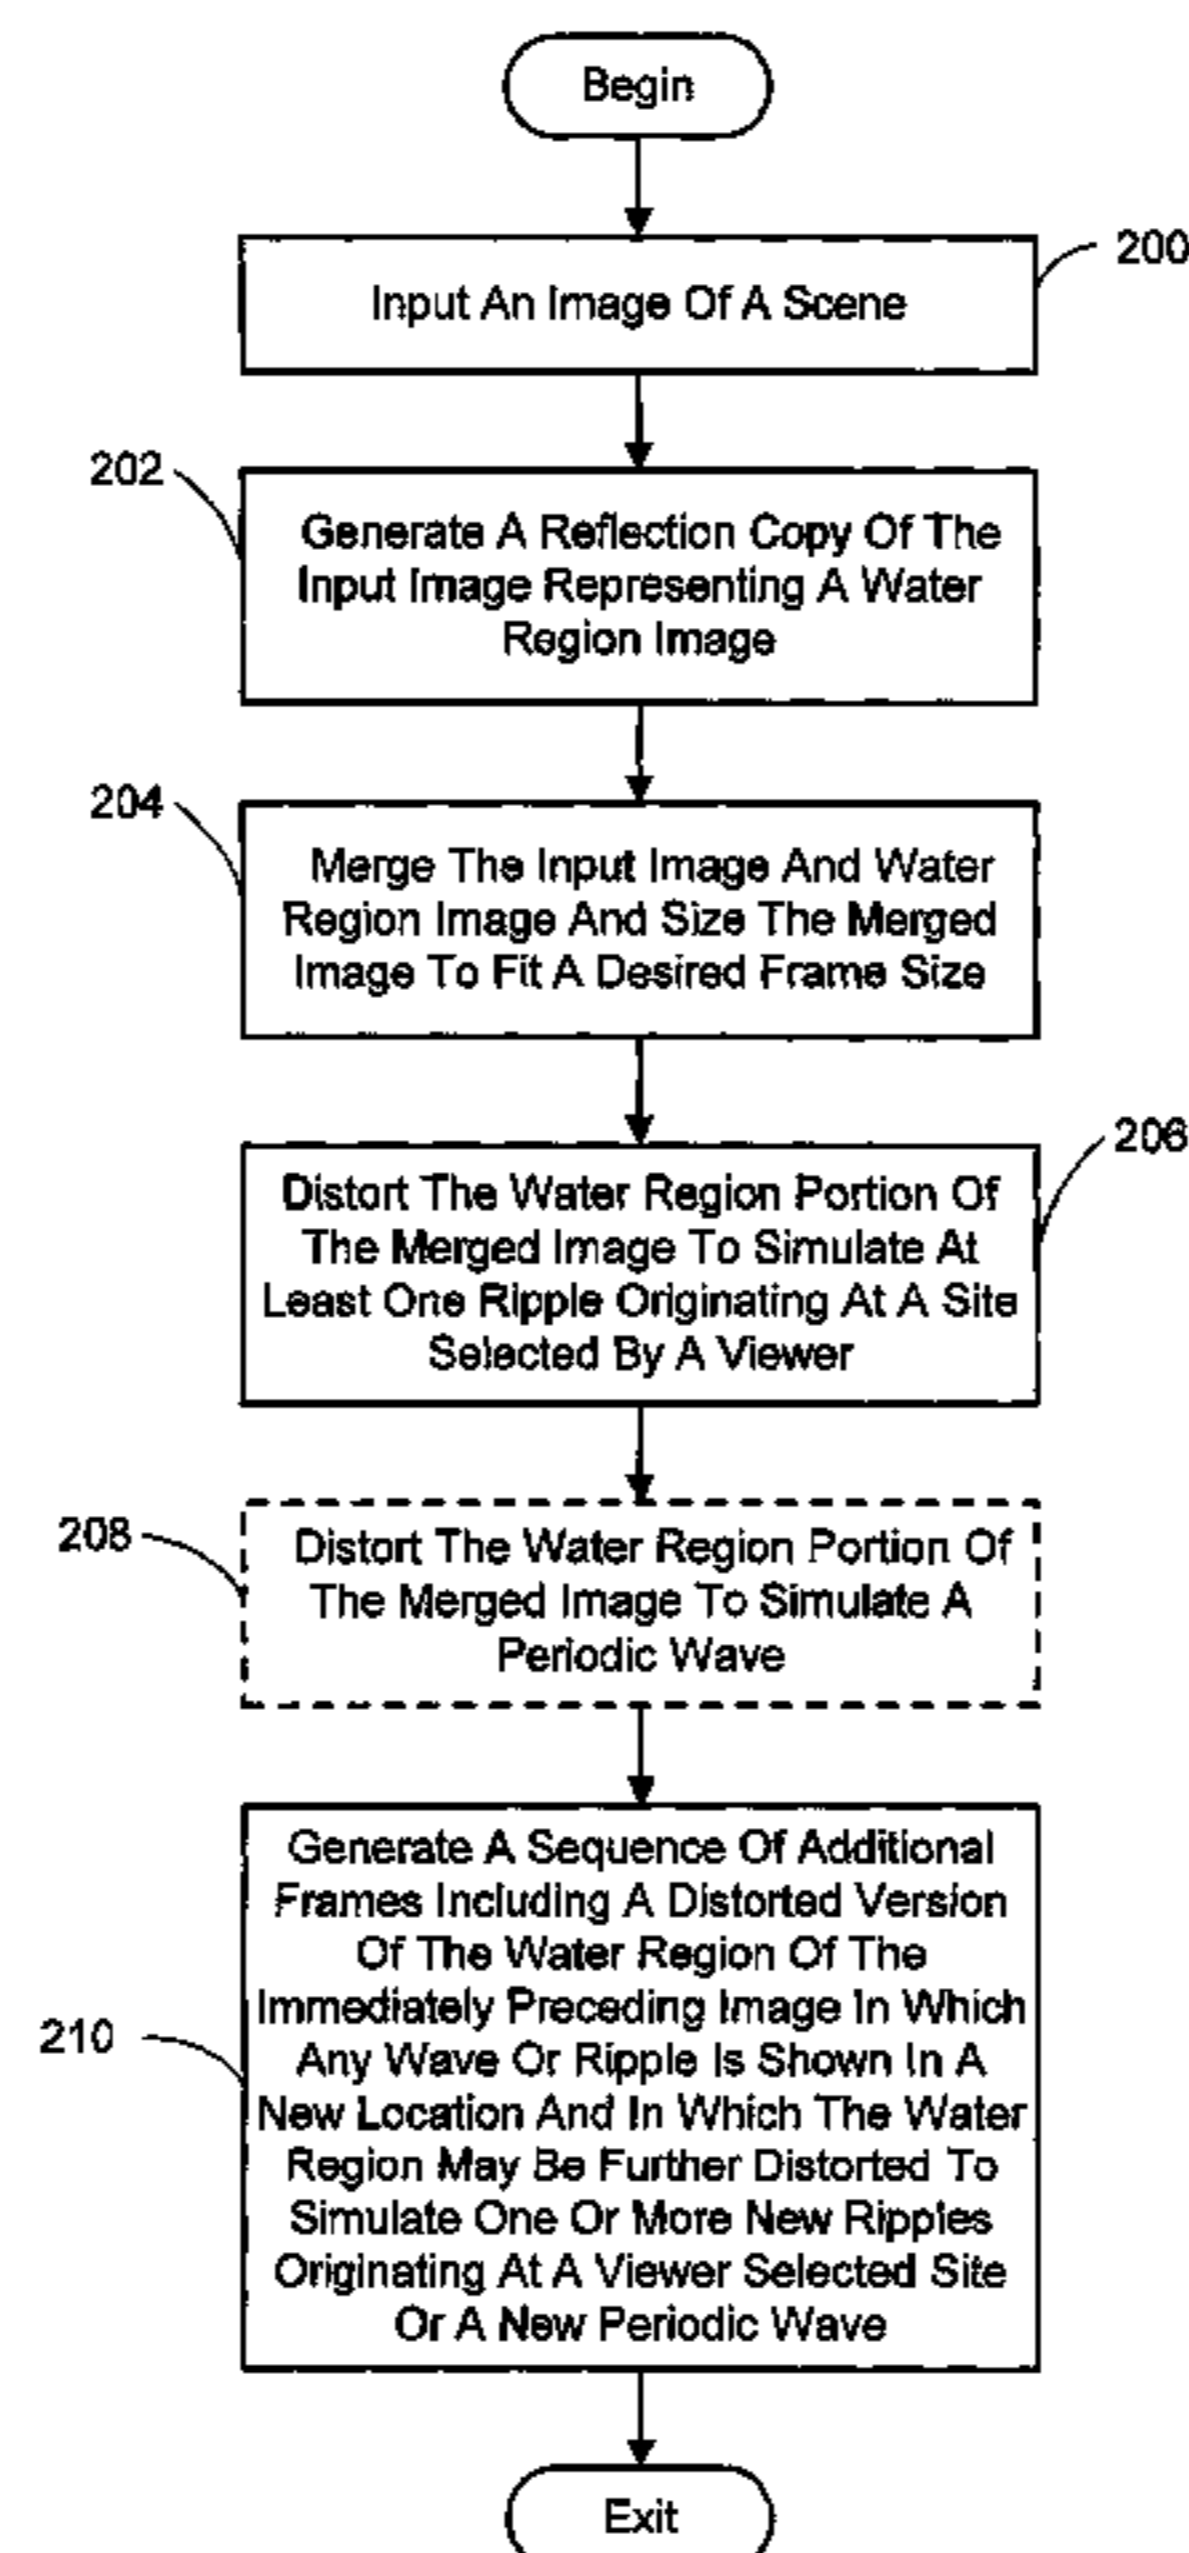 Begin
200
Input An Image Of A Scene
202
Generate A Reflection Copy Of The
Input Image Representing A Water
Region Image
204
Merge The Input Image And Water
Region Image And Size The Merged
Image To Fit A Desired Frame Size
206
Distort The Water Region Portion Of
The Merged Image To Simulate At
Least One Ripple Originating At A Site
Selected By A Viewer
208
Distort The Water Region Portion Of
The Merged Image To Simulate A
Periodic Wave
210
Generate A Sequence Of Additional
Frames Including A Distorted Version
Of The Water Region Of The
Immediately Preceding Image In Which
Any Wave Or Ripple Is Shown In A
New Location And In Which The Water
Region May Be Further Distorted To
Simulate One Or More New Ripples
Originating At A Viewer Selected Site
Or A New Periodic Wave
Exit